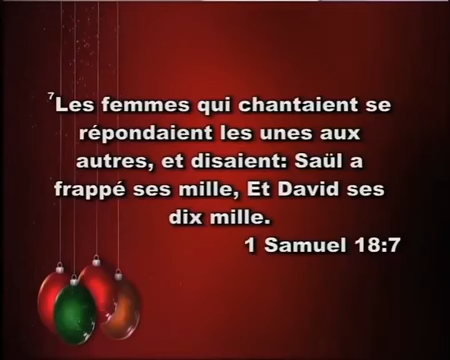 7Les femmes qui chantaient se
répondaient les unes aux
autres, et disaient: Saül a
frappé ses mille, Et David ses
dix mille.
1 Samuel 18:7